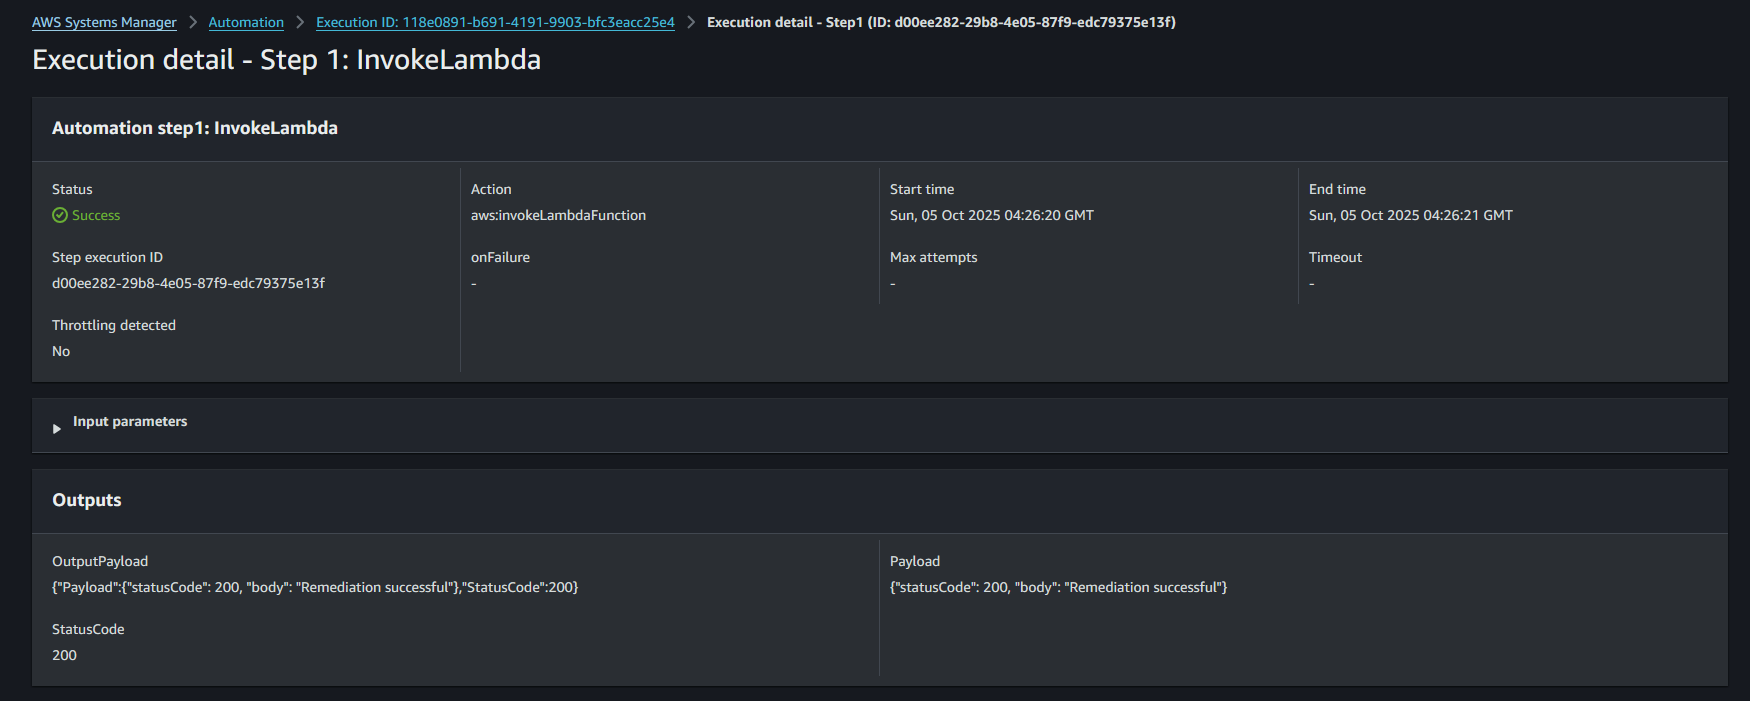 AWS Systems Manager > Automation > Execution ID: 118e0891-b691-4191-9903-bfc3eacc25e4 > Execution detail - Step1 (ID: d00ee282-29b8-4e05-87f9-edc79375e13f)
Execution detail - Step 1: InvokeLambda
Automation step1: InvokeLambda
Status
Success
Action
aws:invokeLambdaFunction
Start time
Sun, 05 Oct 2025 04:26:20 GMT
End time
Sun, 05 Oct 2025 04:26:21 GMT
Step execution ID
d00ee282-29b8-4e05-87f9-edc79375e13f
onFailure
-
Max attempts
-
Timeout
-
Throttling detected
No
Input parameters
Outputs
OutputPayload
{"Payload":{"statusCode": 200, "body": "Remediation successful"},"StatusCode":200}
Payload
{"statusCode": 200, "body": "Remediation successful"}
StatusCode
200